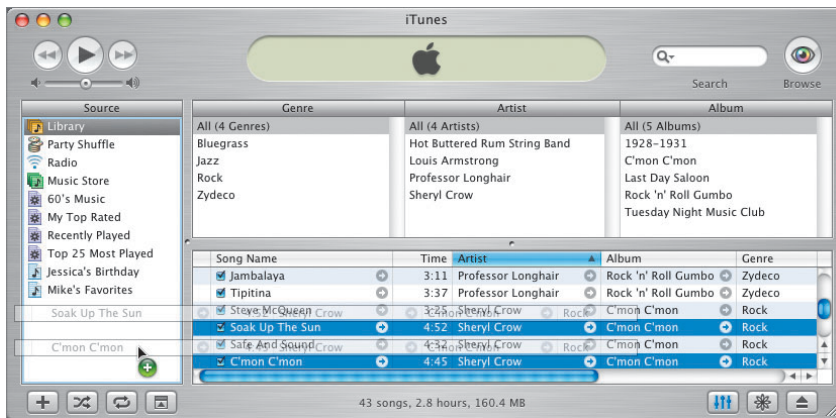 iTunes
Search
Browse
Source
Library
Party Shuffle
Radio
Music Store
60's Music
My Top Rated
Recently Played
Top 25 Most Played
Jessica's Birthday
Mike's Favorites
Soak Up The Sun
C'mon C'mon
Genre
All (4 Genres)
Bluegrass
Jazz
Rock
Zydeco
Artist
All (4 Artists)
Hot Buttered Rum String Band
Louis Armstrong
Professor Longhair
Sheryl Crow
Album
All (5 Albums)
1928-1931
C'mon C'mon
Last Day Saloon
Rock 'n' Roll Gumbo
Tuesday Night Music Club
Song Name Time Artist Album Genre
Jambalaya 3:11 Professor Longhair Rock 'n' Roll Gumbo Zydeco
Tipitina 3:37 Professor Longhair Rock 'n' Roll Gumbo Zydeco
Steve McQueen 3:25 Sheryl Crow C'mon C'mon Rock
Soak Up The Sun 4:52 Sheryl Crow C'mon C'mon Rock
Safe And Sound 4:32 Sheryl Crow C'mon C'mon Rock
C'mon C'mon 4:45 Sheryl Crow C'mon C'mon Rock
43 songs, 2.8 hours, 160.4 MB